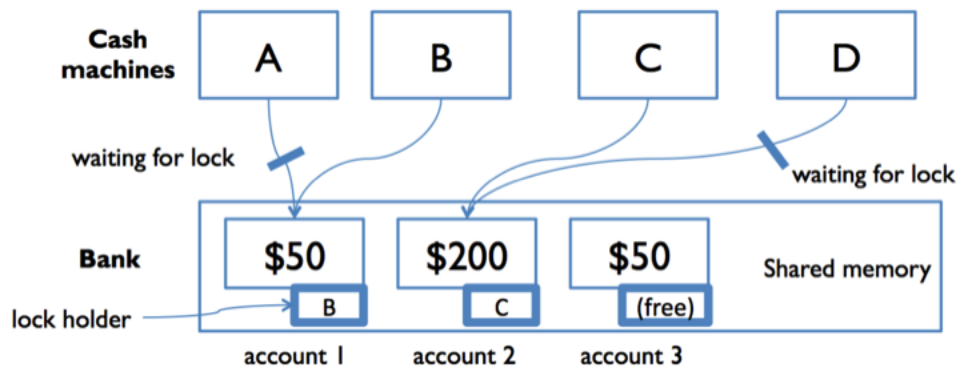 Cash
machines
A
B
C
D
waiting for lock
waiting for lock
Bank
$50
$200
$50
Shared memory
lock holder
B
C
(free)
account 1
account 2
account 3